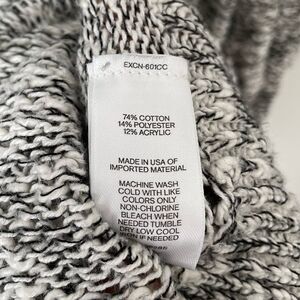 EXCN-601CC
74% COTTON
14% POLYESTER
12% ACRYLIC
MADE IN USA OF
IMPORTED MATERIAL
MACHINE WASH
COLD WITH LIKE
COLORS ONLY
NON-CHLORINE
BLEACH WHEN
NEEDED TUMBLE
DRY LOW COOL
IRON IF NEEDED